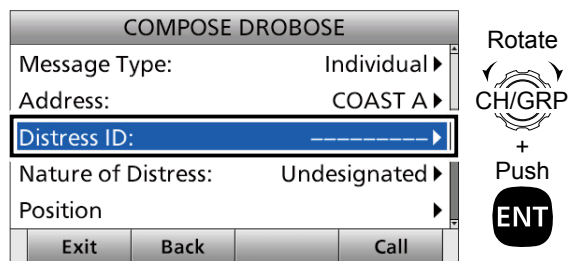 COMPOSE DROBOSE
Message Type: Individual
Address: COAST A
Distress ID: –––––––––
Nature of Distress: Undesignated
Position
Exit Back Call
Rotate
CH/GRP
+
Push
ENT